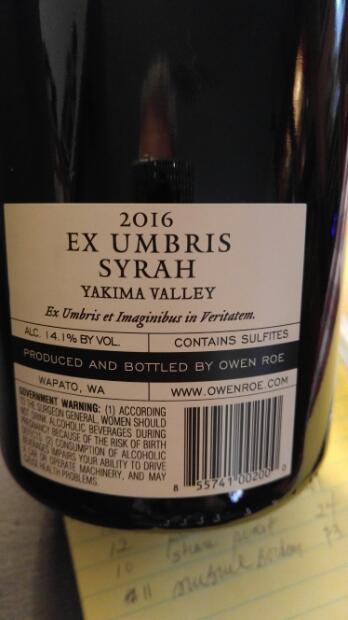 2016
EX UMBRIS
SYRAH
YAKIMA VALLEY
Ex Umbris et Imaginibus in Veritatem.
ALC. 14.1% BY VOL.
CONTAINS SULFITES
PRODUCED AND BOTTLED BY OWEN ROE
WAPATO, WA
WWW.OWENROE.COM
GOVERNMENT WARNING: (1) ACCORDING
TO THE SURGEON GENERAL, WOMEN SHOULD
NOT DRINK ALCOHOLIC BEVERAGES DURING
PREGNANCY BECAUSE OF THE RISK OF BIRTH
DEFECTS. (2) CONSUMPTION OF ALCOHOLIC
BEVERAGES IMPAIRS YOUR ABILITY TO DRIVE
A CAR OR OPERATE MACHINERY, AND MAY
CAUSE HEALTH PROBLEMS.
8 55741 00200 0
12
10
#11